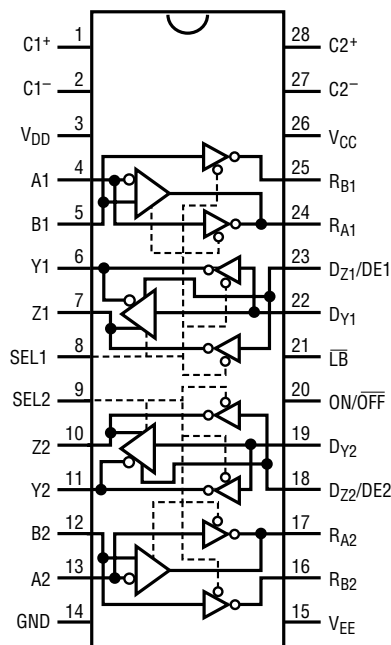 C1+ 1 28 C2+
C1− 2 27 C2−
VDD 3 26 VCC
A1 4 25 RB1
B1 5 24 RA1
Y1 6 23 DZ1/DE1
Z1 7 22 DY1
SEL1 8 21 L̅B̅
SEL2 9 20 ON/O̅F̅F̅
Z2 10 19 DY2
Y2 11 18 DZ2/DE2
B2 12 17 RA2
A2 13 16 RB2
GND 14 15 VEE